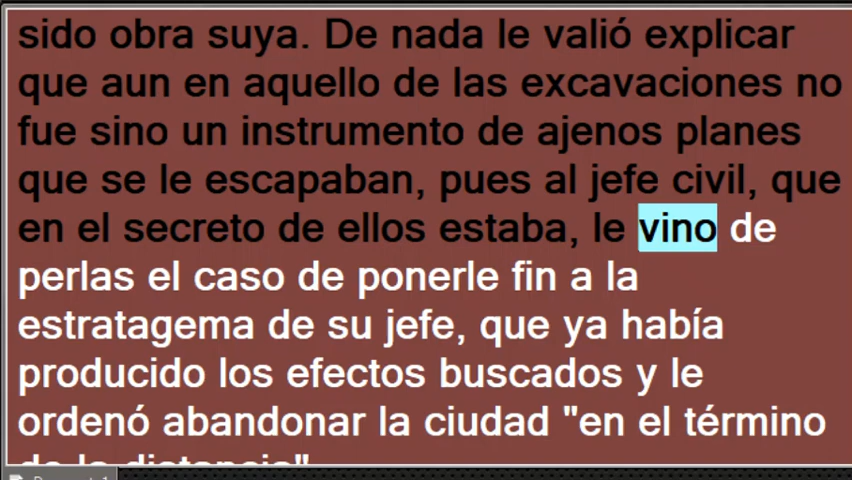 sido obra suya. De nada le valió explicar
que aun en aquello de las excavaciones no
fue sino un instrumento de ajenos planes
que se le escapaban, pues al jefe civil, que
en el secreto de ellos estaba, le vino de
perlas el caso de ponerle fin a la
estratagema de su jefe, que ya había
producido los efectos buscados y le
ordenó abandonar la ciudad "en el término
de la distancia"